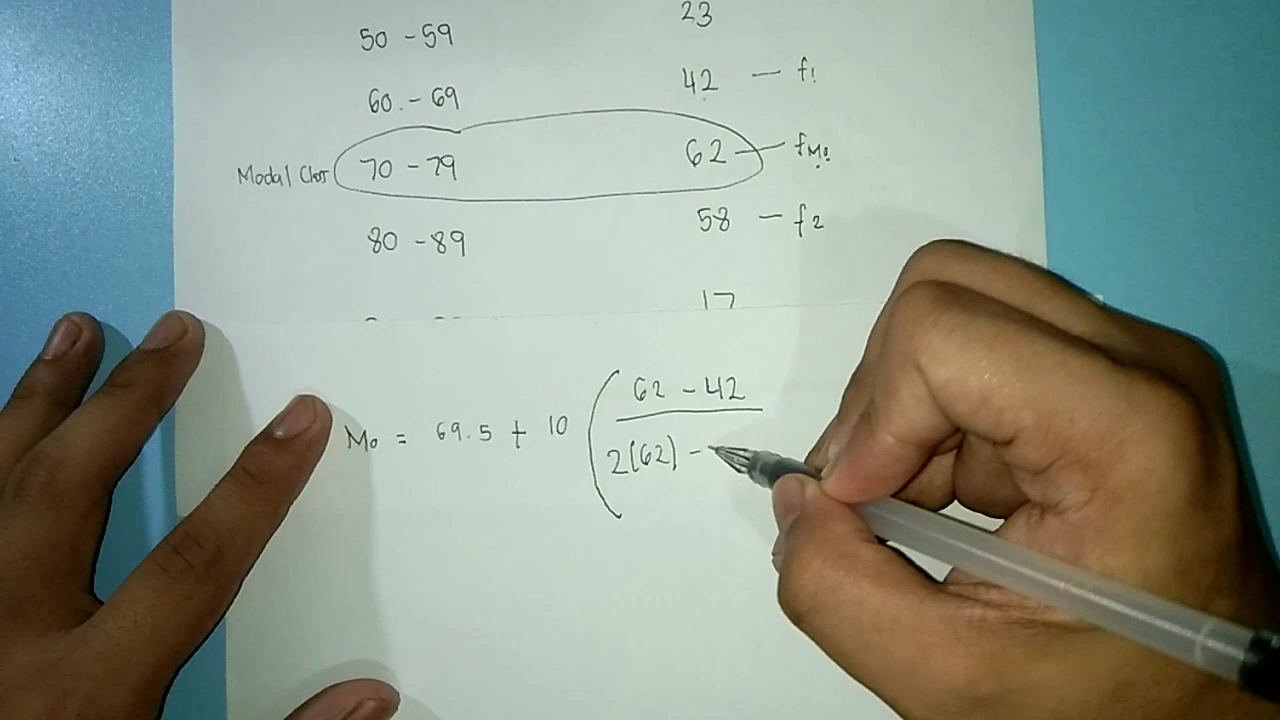 50 - 59 23
60 - 69 42 — f1
Modal Class 70 - 79 62 — fMo
80 - 89 58 — f2
17
Mo = 69.5 + 10 ( 62 - 42
2(62) -